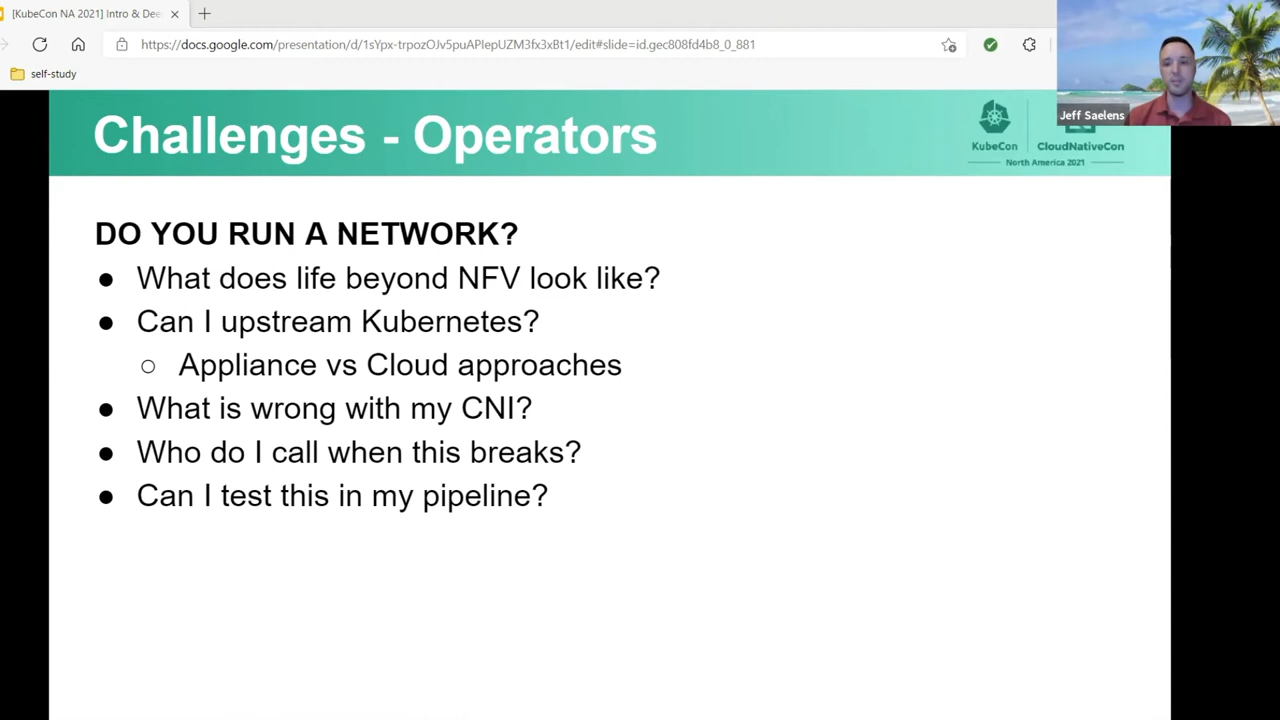 [KubeCon NA 2021] Intro & Dee
https://docs.google.com/presentation/d/1sYpx-trpozOJv5puAPIepUZM3fx3xBt1/edit#slide=id.gec808fd4b8_0_881
self-study
Jeff Saelens
Challenges - Operators
KubeCon
CloudNativeCon
North America 2021
DO YOU RUN A NETWORK?
● What does life beyond NFV look like?
● Can I upstream Kubernetes?
○ Appliance vs Cloud approaches
● What is wrong with my CNI?
● Who do I call when this breaks?
● Can I test this in my pipeline?